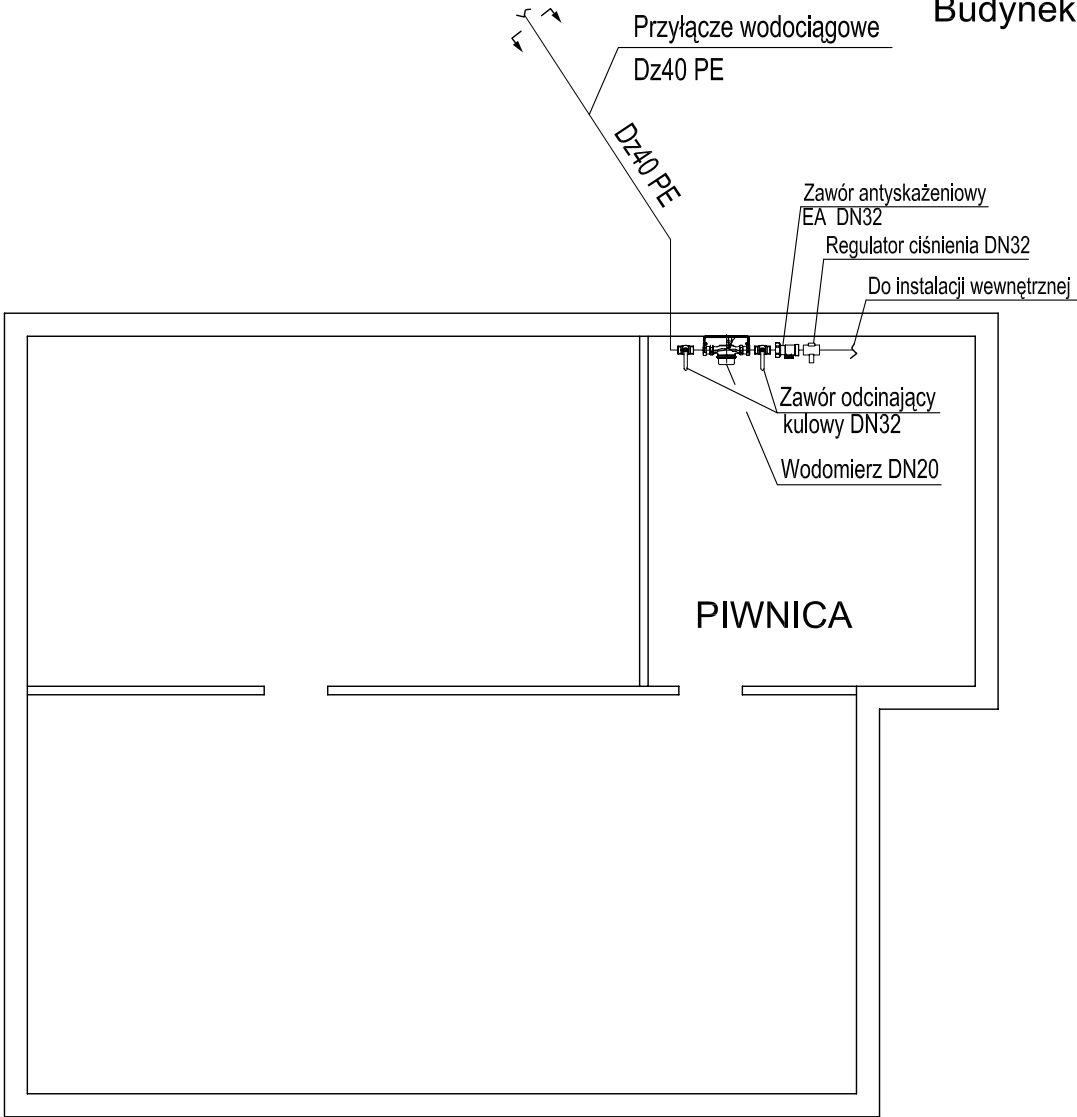 Budynek
Przyłącze wodociągowe
Dz40 PE
Dz40 PE
Zawór antyskażeniowy
EA DN32
Regulator ciśnienia DN32
Do instalacji wewnętrznej
Zawór odcinający
kulowy DN32
Wodomierz DN20
PIWNICA